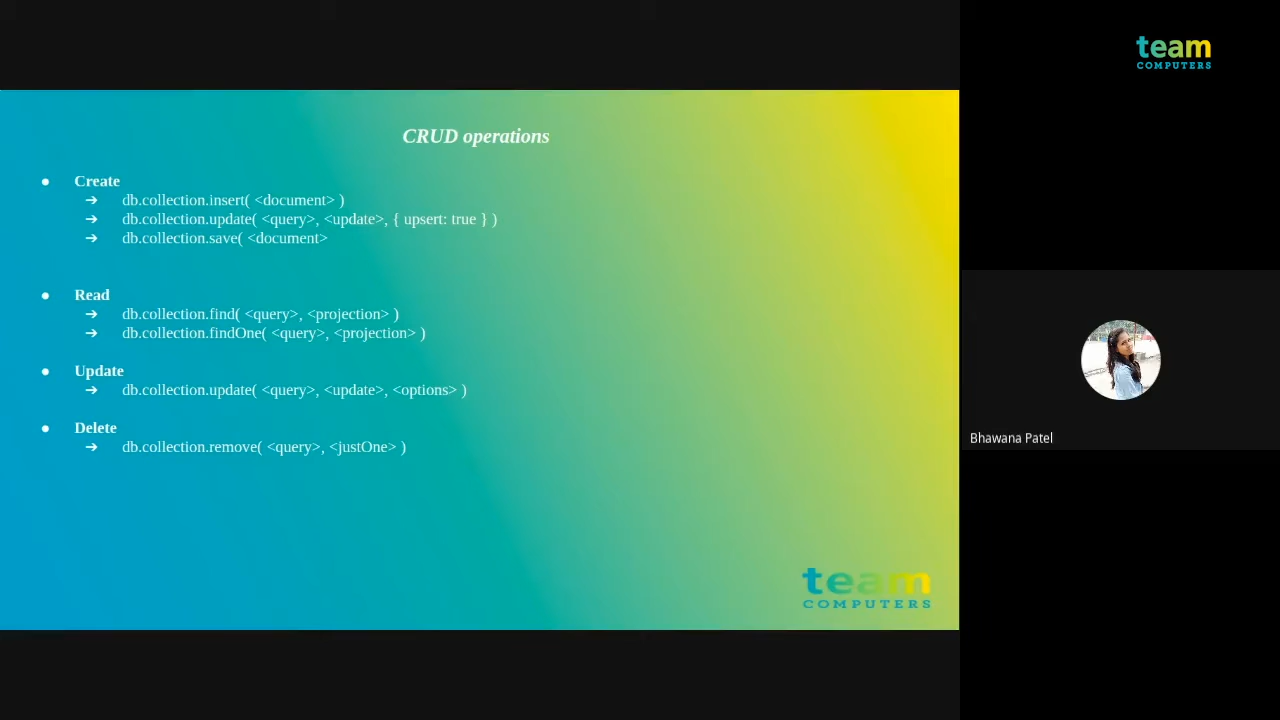 team
COMPUTERS
CRUD operations
● Create
➔ db.collection.insert( <document> )
➔ db.collection.update( <query>, <update>, { upsert: true } )
➔ db.collection.save( <document>
● Read
➔ db.collection.find( <query>, <projection> )
➔ db.collection.findOne( <query>, <projection> )
● Update
➔ db.collection.update( <query>, <update>, <options> )
● Delete
➔ db.collection.remove( <query>, <justOne> )
team
COMPUTERS
Bhawana Patel